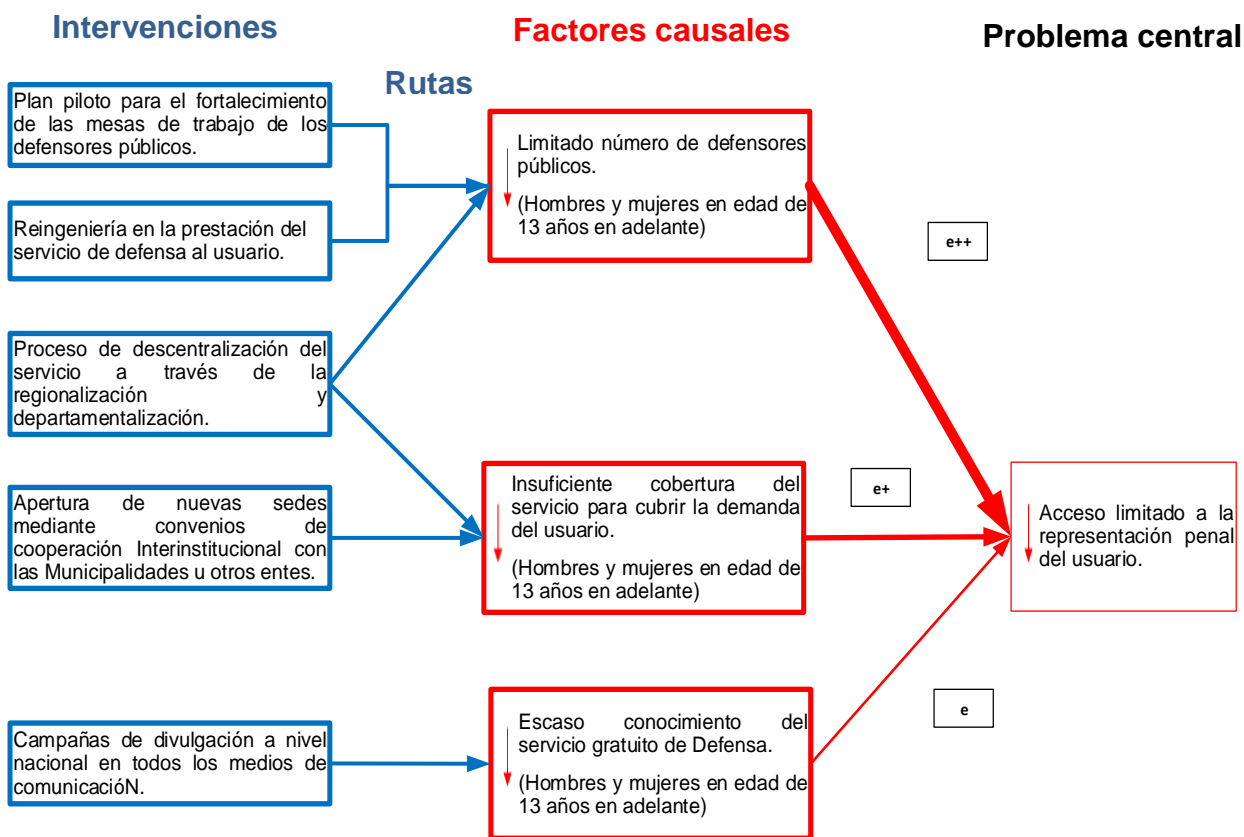 Intervenciones
Factores causales
Problema central
Rutas
Plan piloto para el fortalecimiento
de las mesas de trabajo de los
defensores públicos.
Reingeniería en la prestación del
servicio de defensa al usuario.
Proceso de descentralización del
servicio a través de la
regionalización y
departamentalización.
Apertura de nuevas sedes
mediante convenios de
cooperación Interinstitucional con
las Municipalidades u otros entes.
Campañas de divulgación a nivel
nacional en todos los medios de
comunicacióN.
Limitado número de defensores
públicos.
(Hombres y mujeres en edad de
13 años en adelante)
Insuficiente cobertura del
servicio para cubrir la demanda
del usuario.
(Hombres y mujeres en edad de
13 años en adelante)
Escaso conocimiento del
servicio gratuito de Defensa.
(Hombres y mujeres en edad de
13 años en adelante)
e++
e+
e
Acceso limitado a la
representación penal
del usuario.